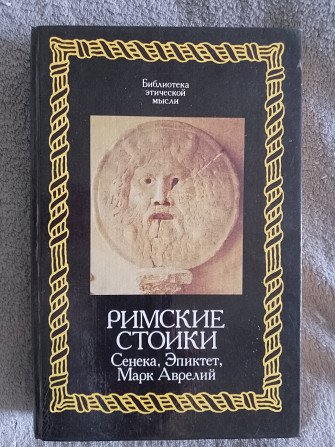 Библиотека
этической
мысли
РИМСКИЕ
СТОИКИ
Сенека, Эпиктет,
Марк Аврелий